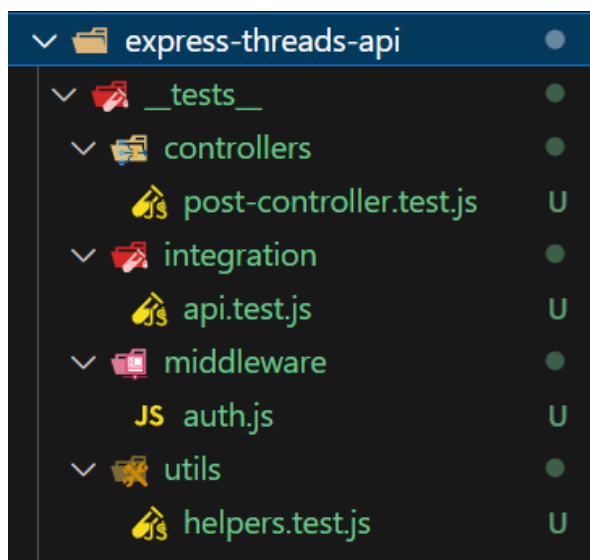 express-threads-api
__tests__
controllers
post-controller.test.js U
integration
api.test.js U
middleware
JS auth.js U
utils
helpers.test.js U